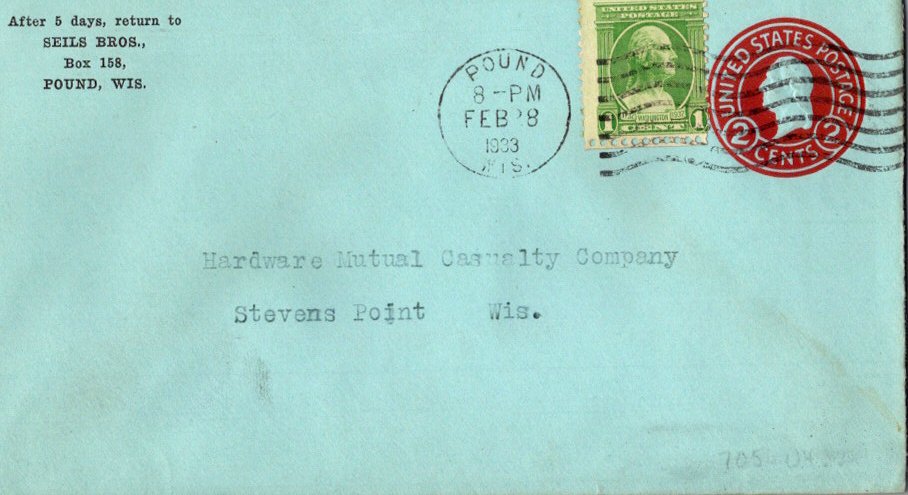 After 5 days, return to
SEILS BROS.,
Box 158,
POUND, WIS.
POUND
8-PM
FEB 28
1933
WIS.
UNITED STATES
POSTAGE
1 CENT 1
UNITED STATES POSTAGE
2 CENTS 2
Hardware Mutual Casualty Company
Stevens Point Wis.